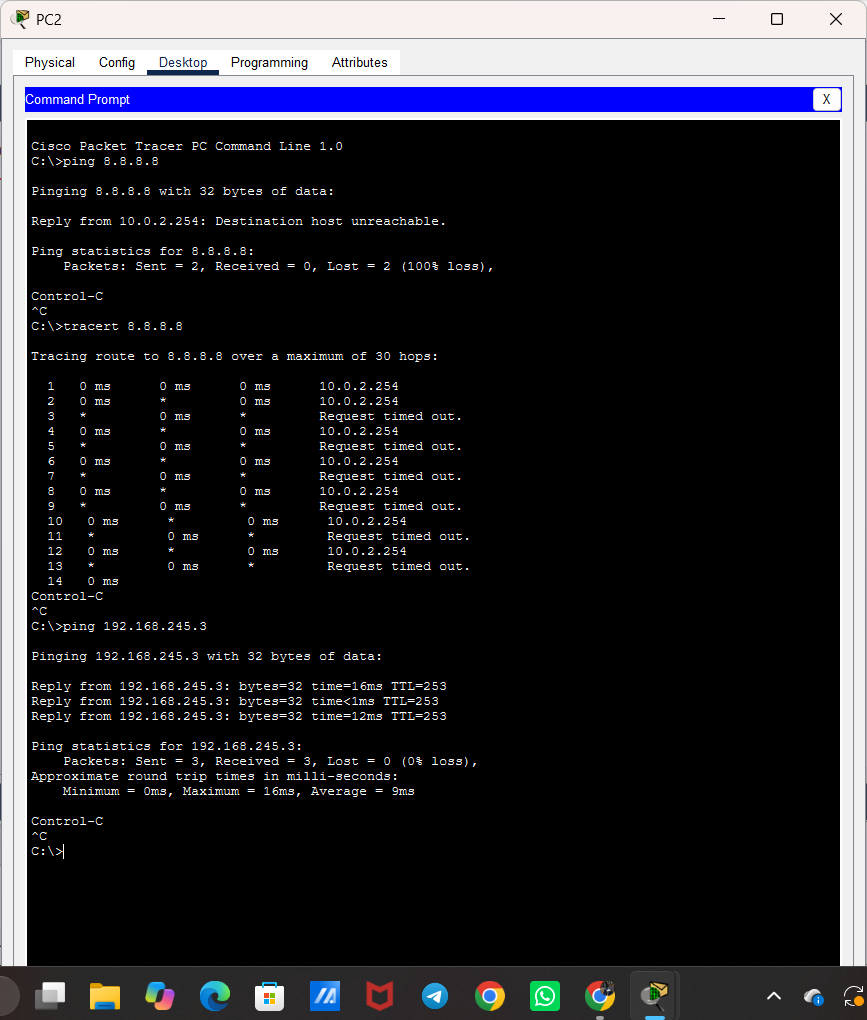 PC2
Physical Config Desktop Programming Attributes
Command Prompt X
Cisco Packet Tracer PC Command Line 1.0
C:\>ping 8.8.8.8
Pinging 8.8.8.8 with 32 bytes of data:
Reply from 10.0.2.254: Destination host unreachable.
Ping statistics for 8.8.8.8:
    Packets: Sent = 2, Received = 0, Lost = 2 (100% loss),
Control-C
^C
C:\>tracert 8.8.8.8
Tracing route to 8.8.8.8 over a maximum of 30 hops:
  1   0 ms      0 ms      0 ms      10.0.2.254
  2   0 ms      *         0 ms      10.0.2.254
  3   *         0 ms      *         Request timed out.
  4   0 ms      *         0 ms      10.0.2.254
  5   *         0 ms      *         Request timed out.
  6   0 ms      *         0 ms      10.0.2.254
  7   *         0 ms      *         Request timed out.
  8   0 ms      *         0 ms      10.0.2.254
  9   *         0 ms      *         Request timed out.
  10   0 ms      *         0 ms      10.0.2.254
  11   *         0 ms      *         Request timed out.
  12   0 ms      *         0 ms      10.0.2.254
  13   *         0 ms      *         Request timed out.
  14   0 ms
Control-C
^C
C:\>ping 192.168.245.3
Pinging 192.168.245.3 with 32 bytes of data:
Reply from 192.168.245.3: bytes=32 time=16ms TTL=253
Reply from 192.168.245.3: bytes=32 time<1ms TTL=253
Reply from 192.168.245.3: bytes=32 time=12ms TTL=253
Ping statistics for 192.168.245.3:
    Packets: Sent = 3, Received = 3, Lost = 0 (0% loss),
Approximate round trip times in milli-seconds:
    Minimum = 0ms, Maximum = 16ms, Average = 9ms
Control-C
^C
C:\>